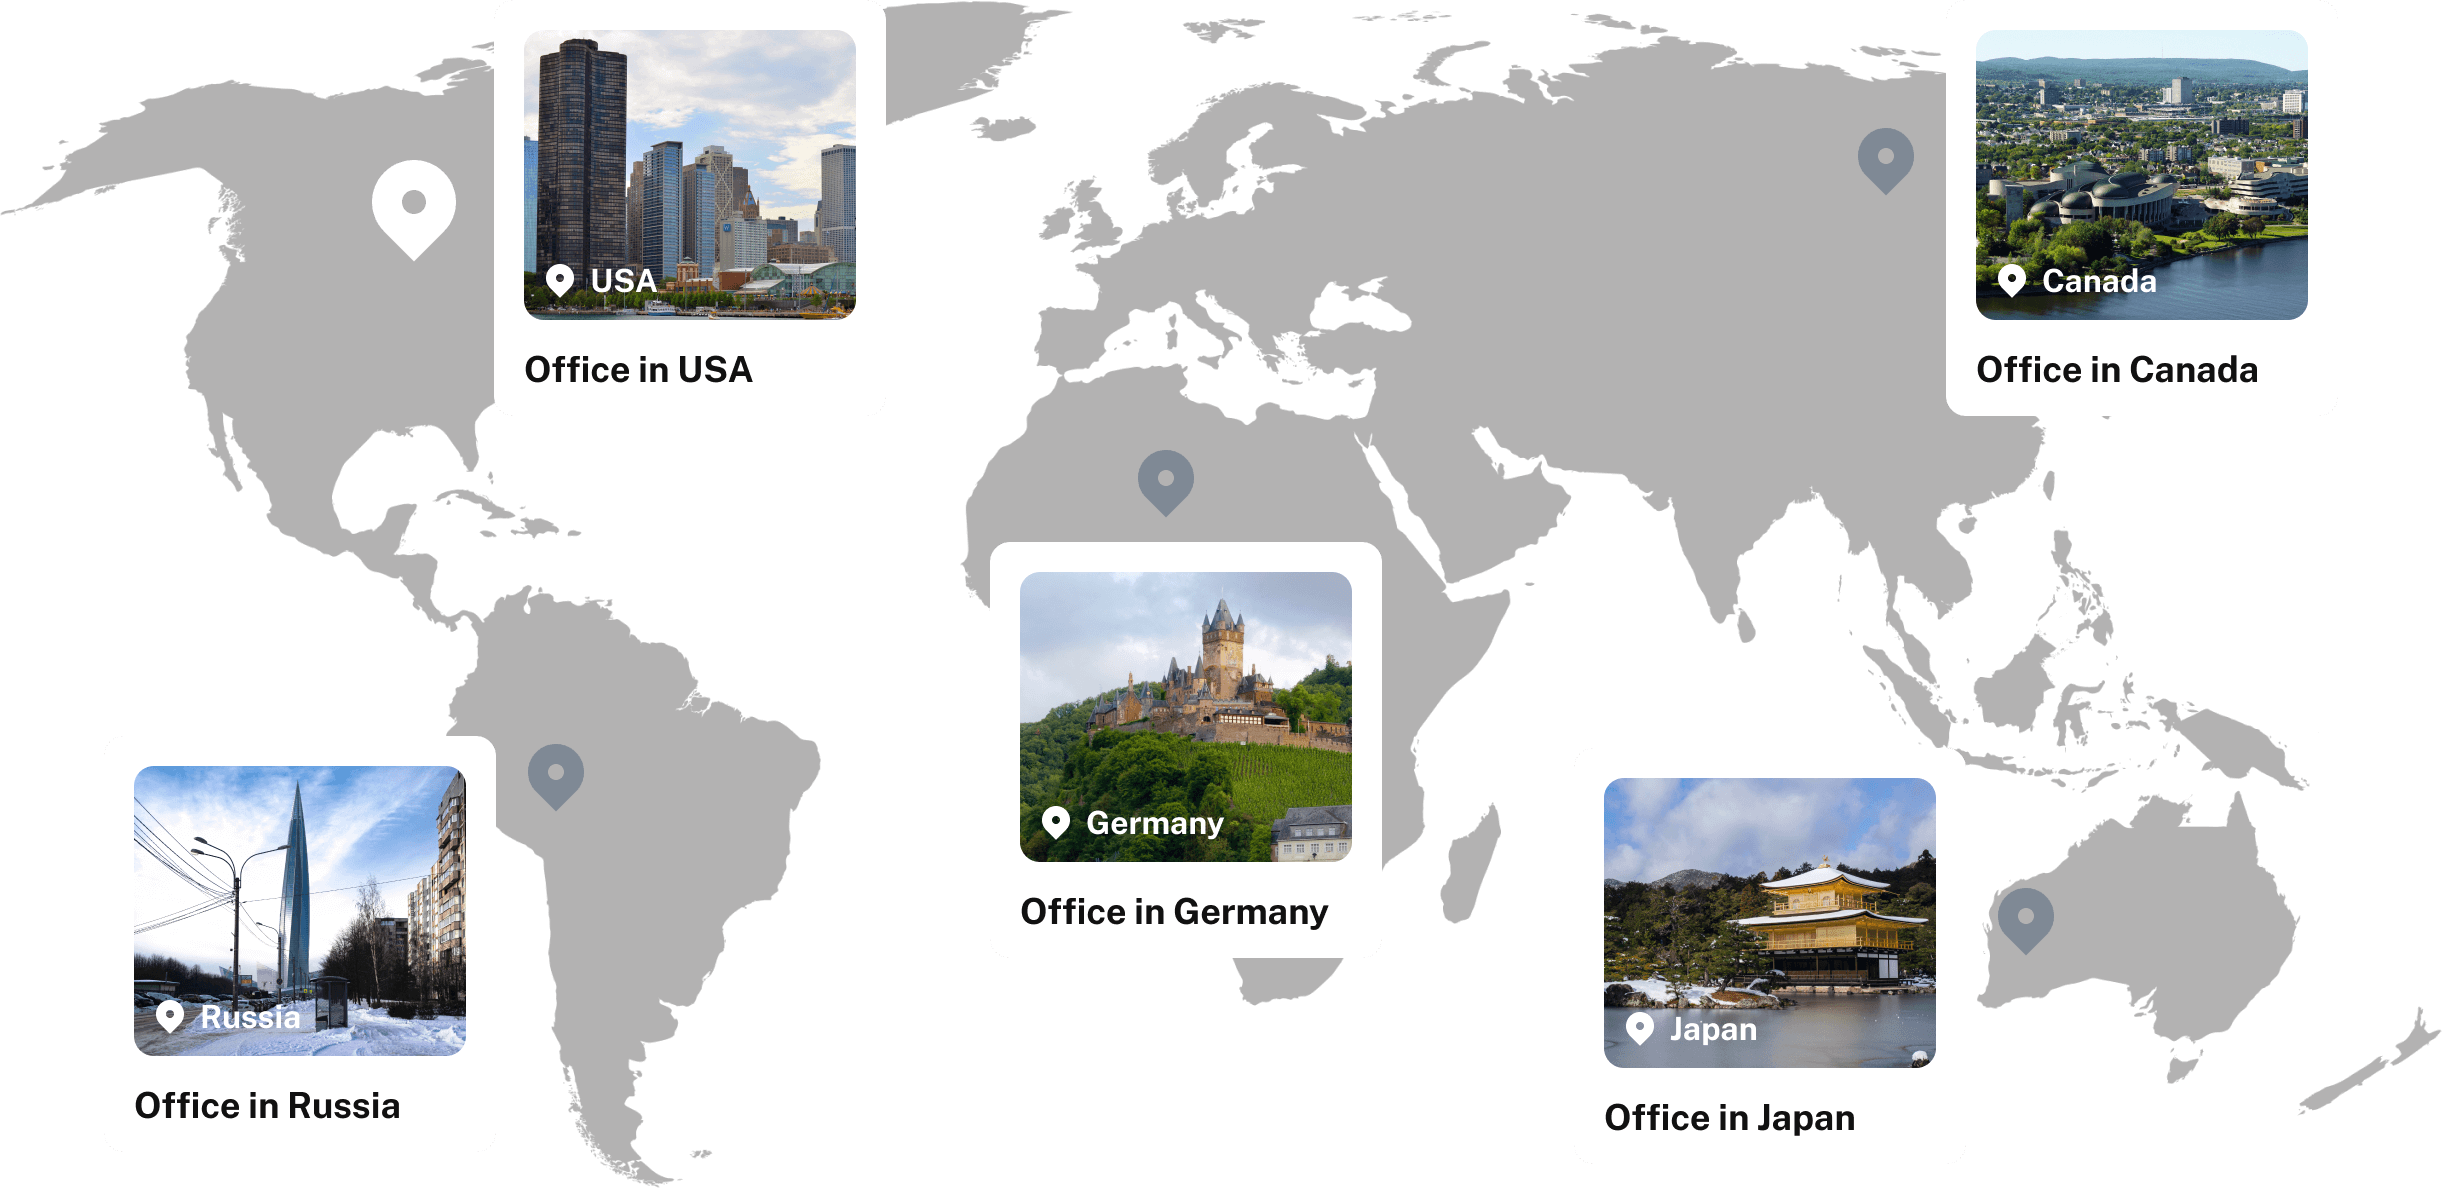 USA
Office in USA
Canada
Office in Canada
Germany
Office in Germany
Russia
Office in Russia
Japan
Office in Japan